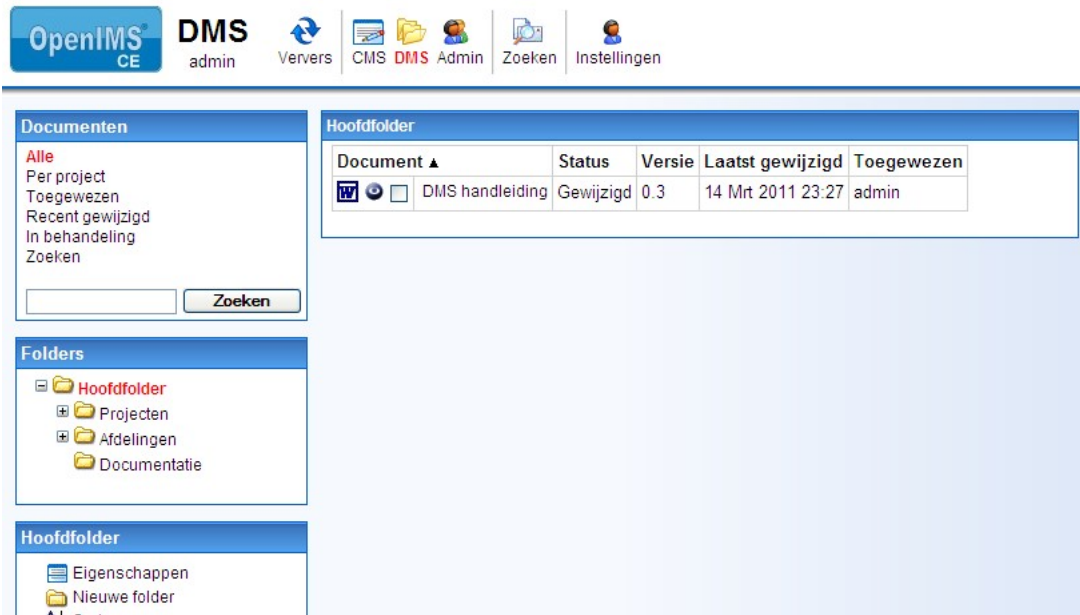 OpenIMS CE
DMS
admin
Ververs
CMS DMS Admin
Zoeken
Instellingen
Documenten
Alle
Per project
Toegewezen
Recent gewijzigd
In behandeling
Zoeken
Zoeken
Folders
Hoofdfolder
Projecten
Afdelingen
Documentatie
Hoofdfolder
Eigenschappen
Nieuwe folder
Hoofdfolder
Document ▲ Status Versie Laatst gewijzigd Toegewezen
W DMS handleiding Gewijzigd 0.3 14 Mrt 2011 23:27 admin